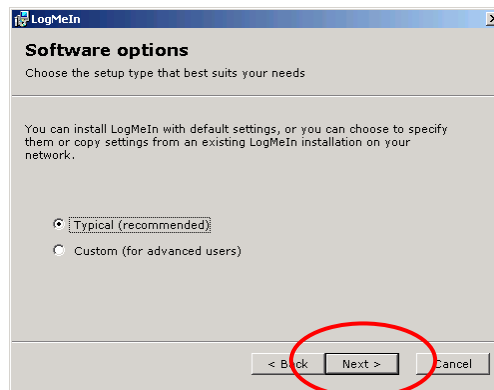 LogMeIn
Software options
Choose the setup type that best suits your needs
You can install LogMeIn with default settings, or you can choose to specify
them or copy settings from an existing LogMeIn installation on your
network.
Typical (recommended)
Custom (for advanced users)
< Back Next > Cancel